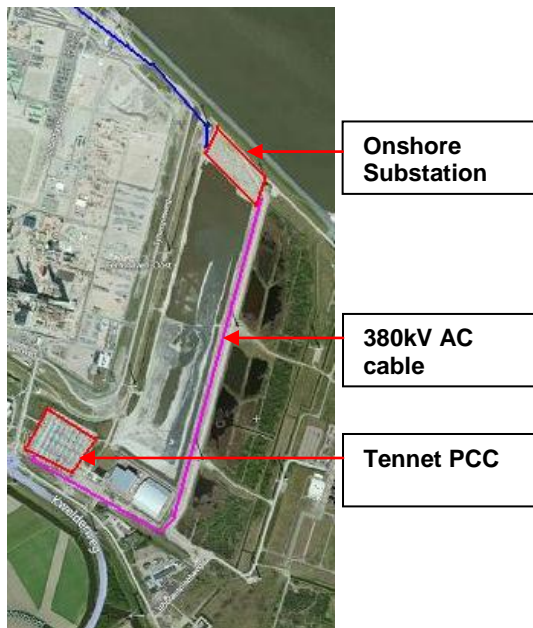 Onshore
Substation
380kV AC
cable
Tennet PCC
Kwelderweg